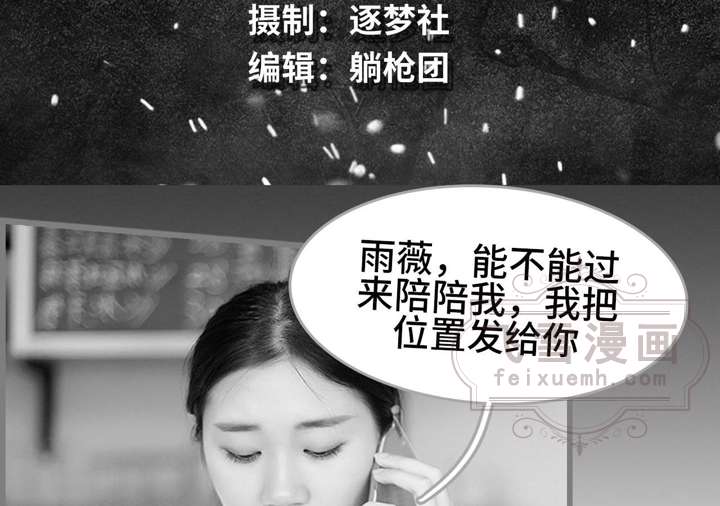 摄制：逐梦社
编辑：躺枪团
雨薇，能不能过
来陪陪我，我把
位置发给你
漫画
feixuemh.com